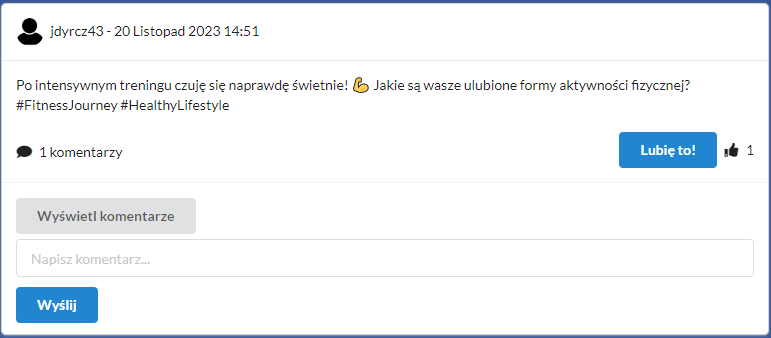 jdyrcz43 - 20 Listopad 2023 14:51
Po intensywnym treningu czuję się naprawdę świetnie! 💪 Jakie są wasze ulubione formy aktywności fizycznej?
#FitnessJourney #HealthyLifestyle
1 komentarzy
Lubię to! 1
Wyświetl komentarze
Napisz komentarz...
Wyślij